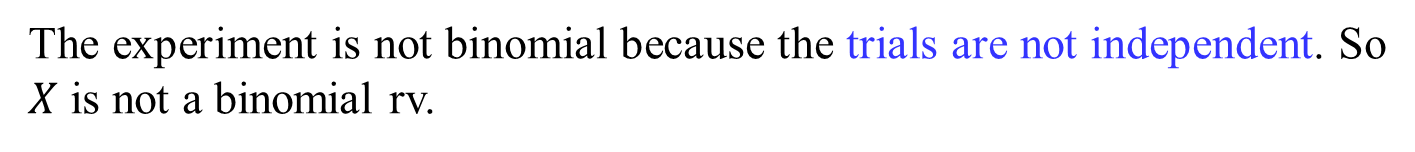 The experiment is not binomial because the trials are not independent. So
X is not a binomial rv.